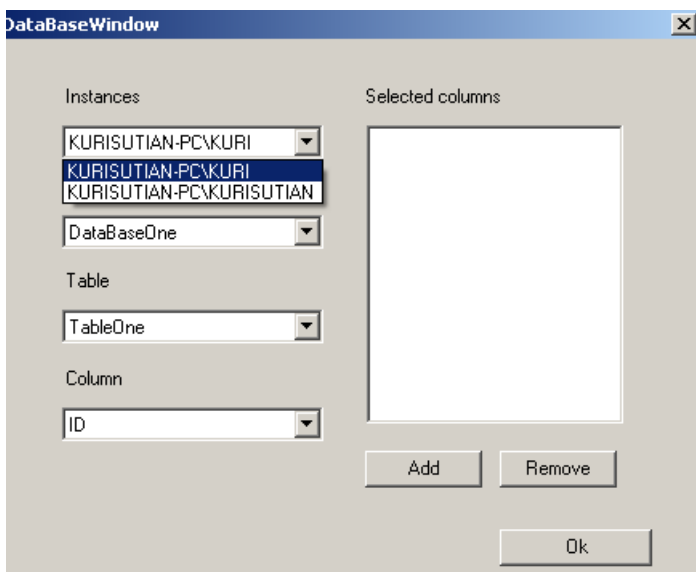 DataBaseWindow
Instances
KURISUTIAN-PC\KURI
KURISUTIAN-PC\KURI
KURISUTIAN-PC\KURISUTIAN
DataBaseOne
Table
TableOne
Column
ID
Selected columns
Add
Remove
Ok